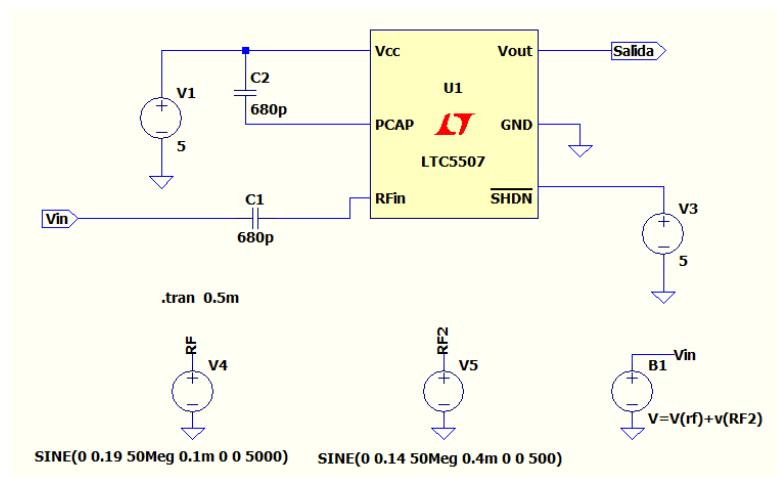 Vcc
Vout
Salida
C2
U1
V1
680p
PCAP
GND
5
LTC5507
C1
RFin
SHDN
Vin
V3
680p
5
.tran 0.5m
RF
RF2
V4
V5
B1
Vin
V=V(rf)+v(RF2)
SINE(0 0.19 50Meg 0.1m 0 0 5000)
SINE(0 0.14 50Meg 0.4m 0 0 500)